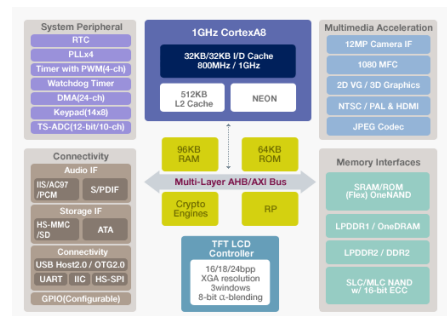 System Peripheral
RTC
PLLx4
Timer with PWM(4-ch)
Watchdog Timer
DMA(24-ch)
Keypad(14x8)
TS-ADC(12-bit/10-ch)
Connectivity
Audio IF
IIS/AC97
/PCM
S/PDIF
Storage IF
HS-MMC
/SD
ATA
Connectivity
USB Host2.0 / OTG2.0
UART
IIC
HS-SPI
GPIO(Configurable)
1GHz CortexA8
32KB/32KB I/D Cache
800MHz / 1GHz
512KB
L2 Cache
NEON
96KB
RAM
64KB
ROM
Multi-Layer AHB/AXI Bus
Crypto
Engines
RP
TFT LCD
Controller
16/18/24bpp
XGA resolution
3windows
8-bit α-blending
Multimedia Acceleration
12MP Camera IF
1080 MFC
2D VG / 3D Graphics
NTSC / PAL & HDMI
JPEG Codec
Memory Interfaces
SRAM/ROM
(Flex) OneNAND
LPDDR1 / OneDRAM
LPDDR2 / DDR2
SLC/MLC NAND
w/ 16-bit ECC